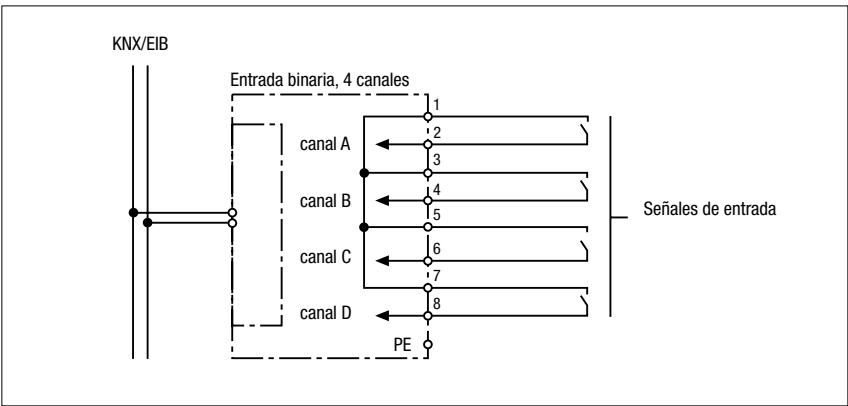 KNX/EIB
Entrada binaria, 4 canales
1
canal A
2
3
canal B
4
5
Señales de entrada
canal C
6
7
canal D
8
PE